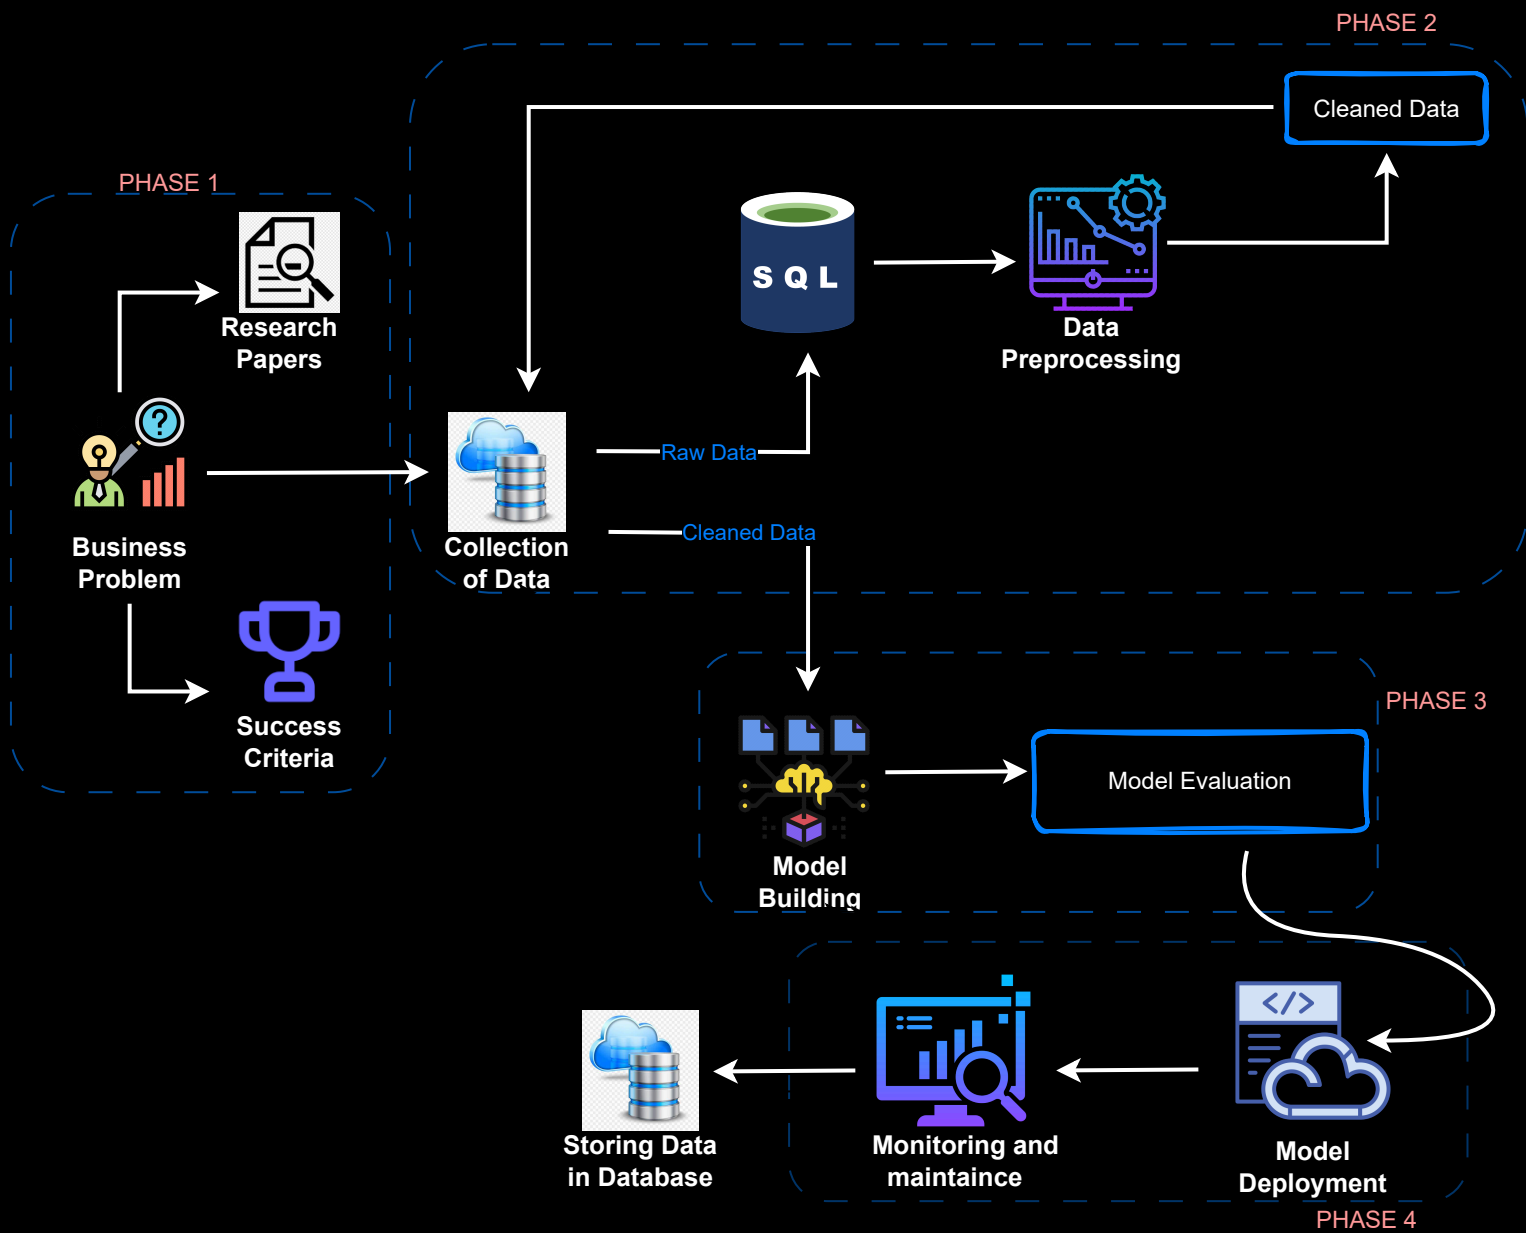 PHASE 2
Cleaned Data
PHASE 1
Research
Papers
SQL
Data
Preprocessing
Raw Data
Cleaned Data
Business
Problem
Collection
of Data
Success
Criteria
PHASE 3
Model Evaluation
Model
Building
</>
Storing Data
in Database
Monitoring and
maintaince
Model
Deployment
PHASE 4